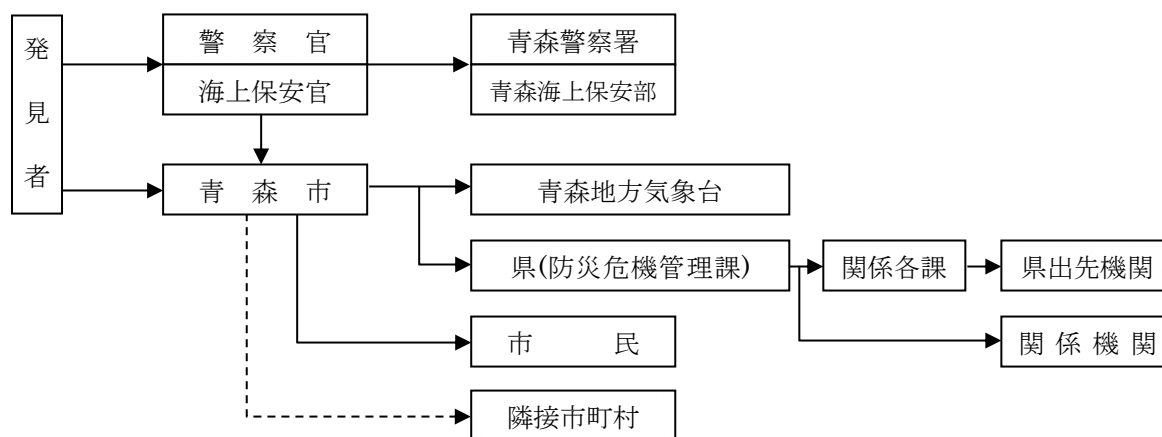 発見者
警察官
海上保安官
青森警察署
青森海上保安部
青森市
青森地方気象台
県(防災危機管理課)
関係各課
県出先機関
関係機関
市民
隣接市町村